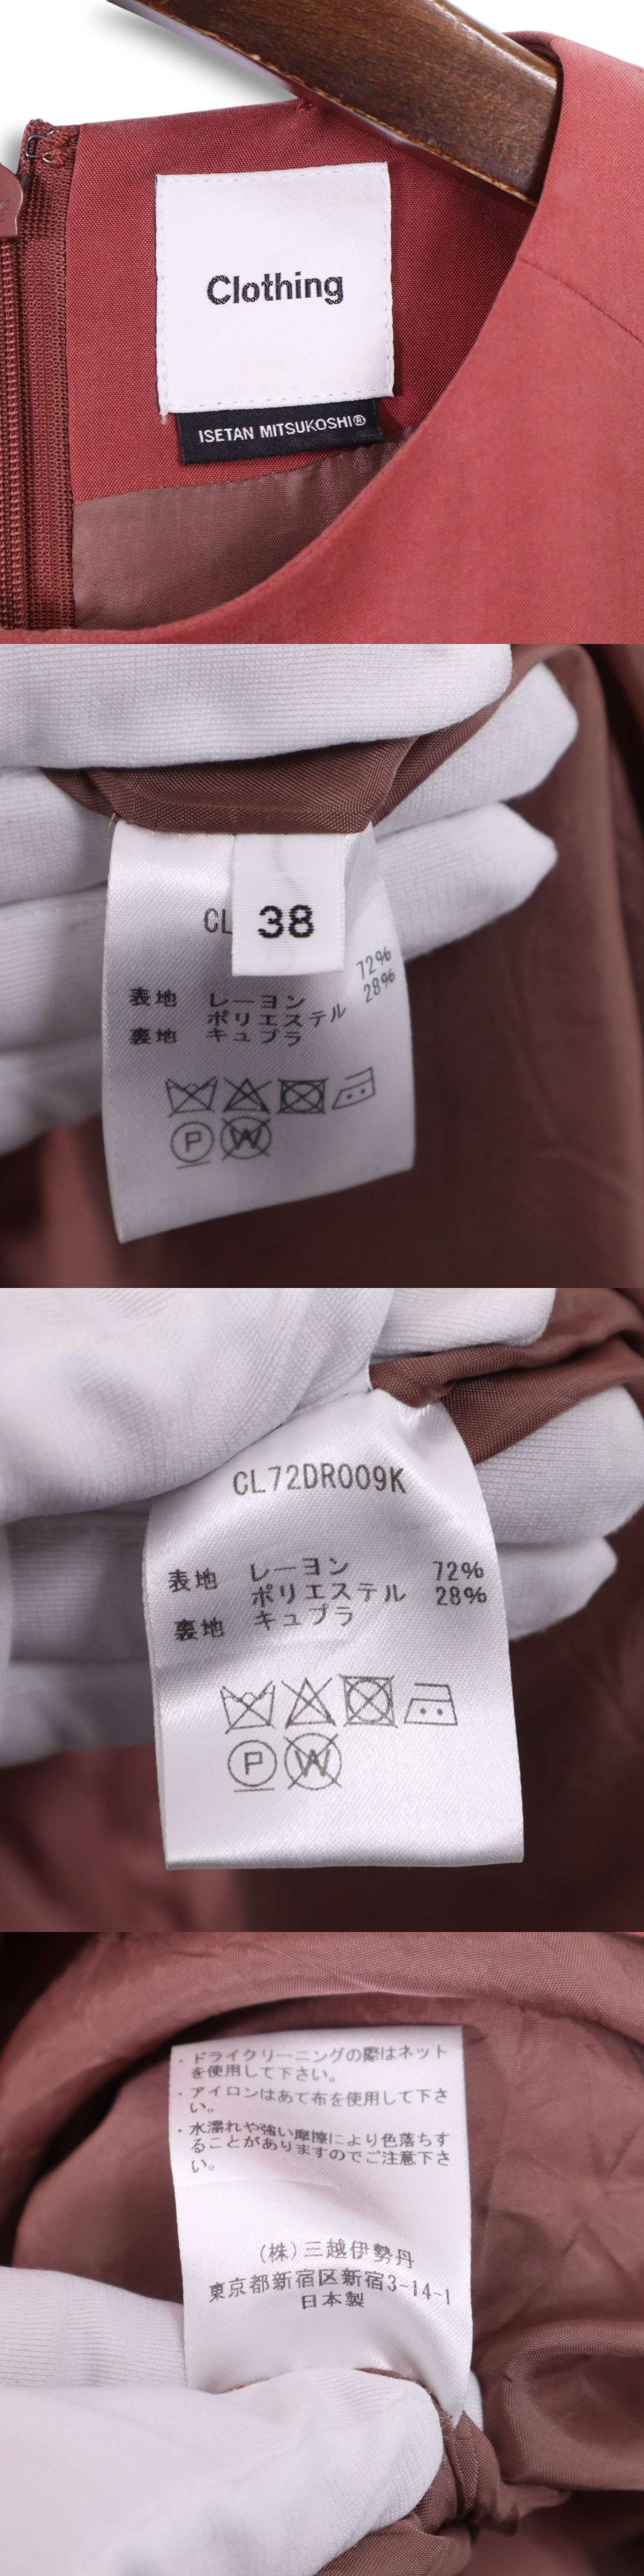 Clothing
ISETAN MITSUKOSHI®
CL
38
72%
28%
表地 レーヨン
ポリエステル
裏地 キュプラ
P
W
CL72DR009K
表地 レーヨン 72%
ポリエステル 28%
裏地 キュプラ
P
W
・ドライクリーニングの際はネット
を使用して下さい。
・アイロンはあて布を使用して下さ
い。
・水濡れや強い摩擦により色落ちす
ることがありますのでご注意下さ
い。
(株)三越伊勢丹
東京都新宿区新宿3-14-1
日本製